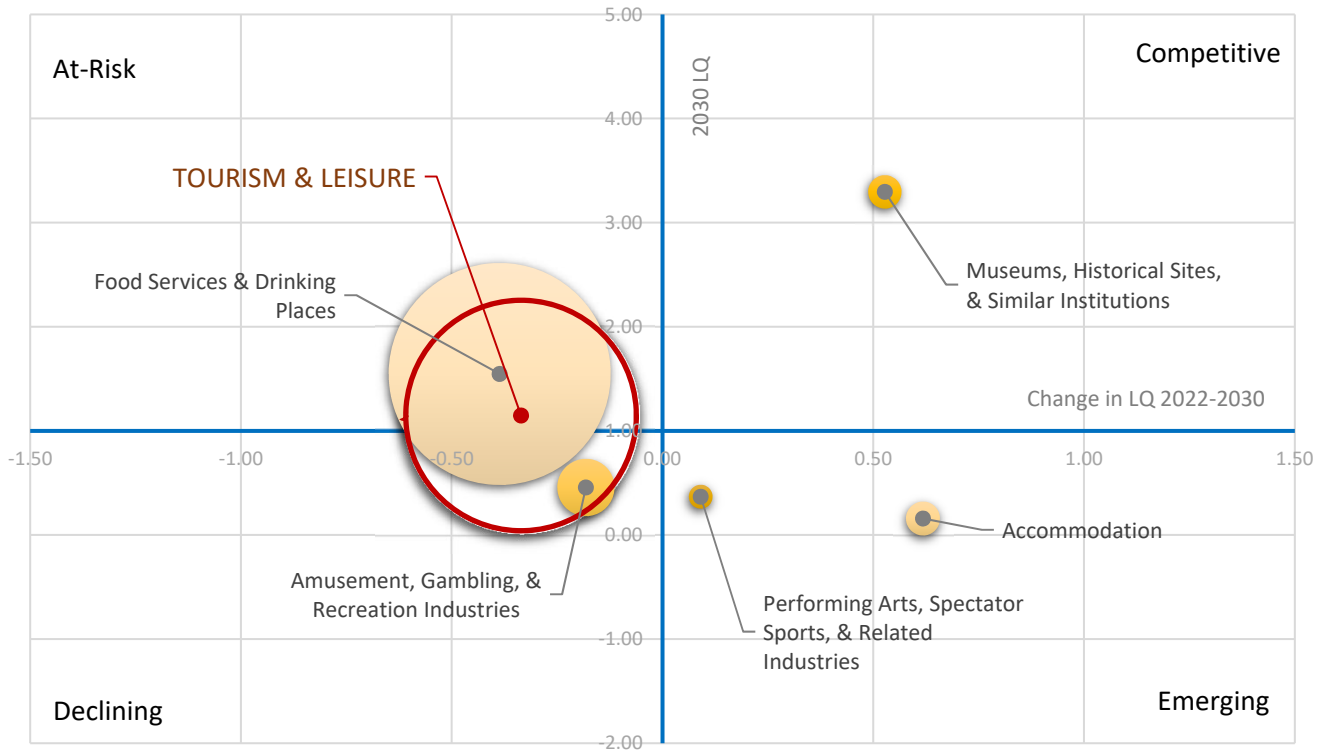 5.00
At-Risk
Competitive
2030 LQ
4.00
TOURISM & LEISURE
3.00
Food Services & Drinking
Places
Museums, Historical Sites,
& Similar Institutions
2.00
Change in LQ 2022-2030
1.00
-1.50
-1.00
-0.50
0.00
0.50
1.00
1.50
0.00
Accommodation
Amusement, Gambling, &
Recreation Industries
Performing Arts, Spectator
Sports, & Related
Industries
-1.00
Declining
Emerging
-2.00